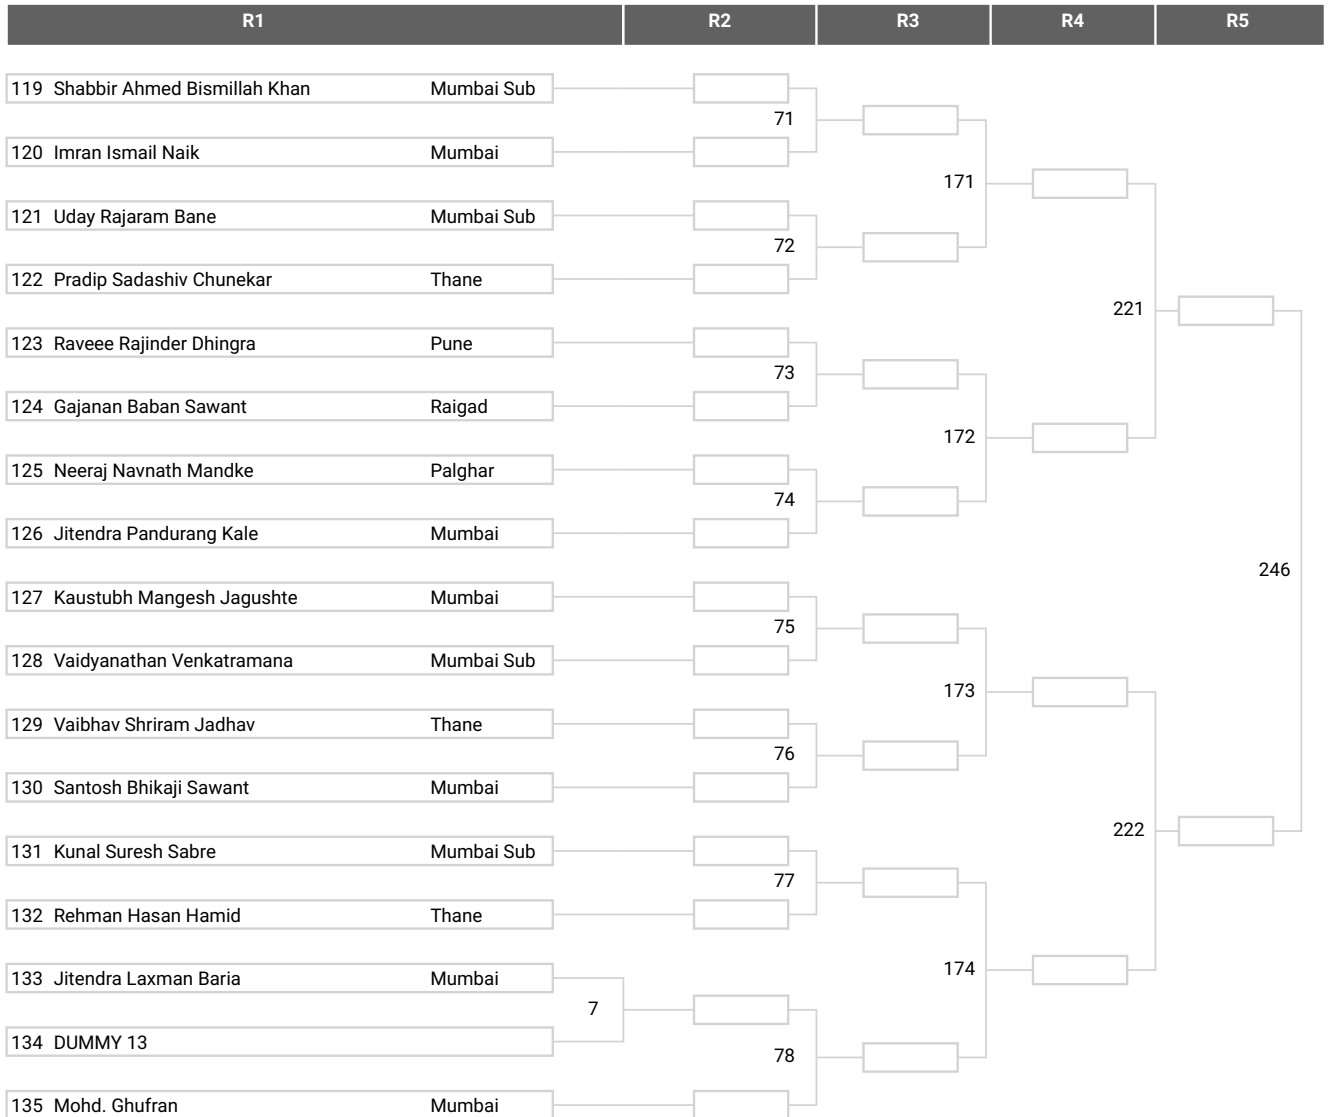 R1 R2 R3 R4 R5
119 Shabbir Ahmed Bismillah Khan Mumbai Sub
71
120 Imran Ismail Naik Mumbai
171
121 Uday Rajaram Bane Mumbai Sub
72
122 Pradip Sadashiv Chunekar Thane
221
123 Raveee Rajinder Dhingra Pune
73
124 Gajanan Baban Sawant Raigad
172
125 Neeraj Navnath Mandke Palghar
74
126 Jitendra Pandurang Kale Mumbai
246
127 Kaustubh Mangesh Jagushte Mumbai
75
128 Vaidyanathan Venkatramana Mumbai Sub
173
129 Vaibhav Shriram Jadhav Thane
76
130 Santosh Bhikaji Sawant Mumbai
222
131 Kunal Suresh Sabre Mumbai Sub
77
132 Rehman Hasan Hamid Thane
174
133 Jitendra Laxman Baria Mumbai
7
134 DUMMY 13
78
135 Mohd. Ghufran Mumbai